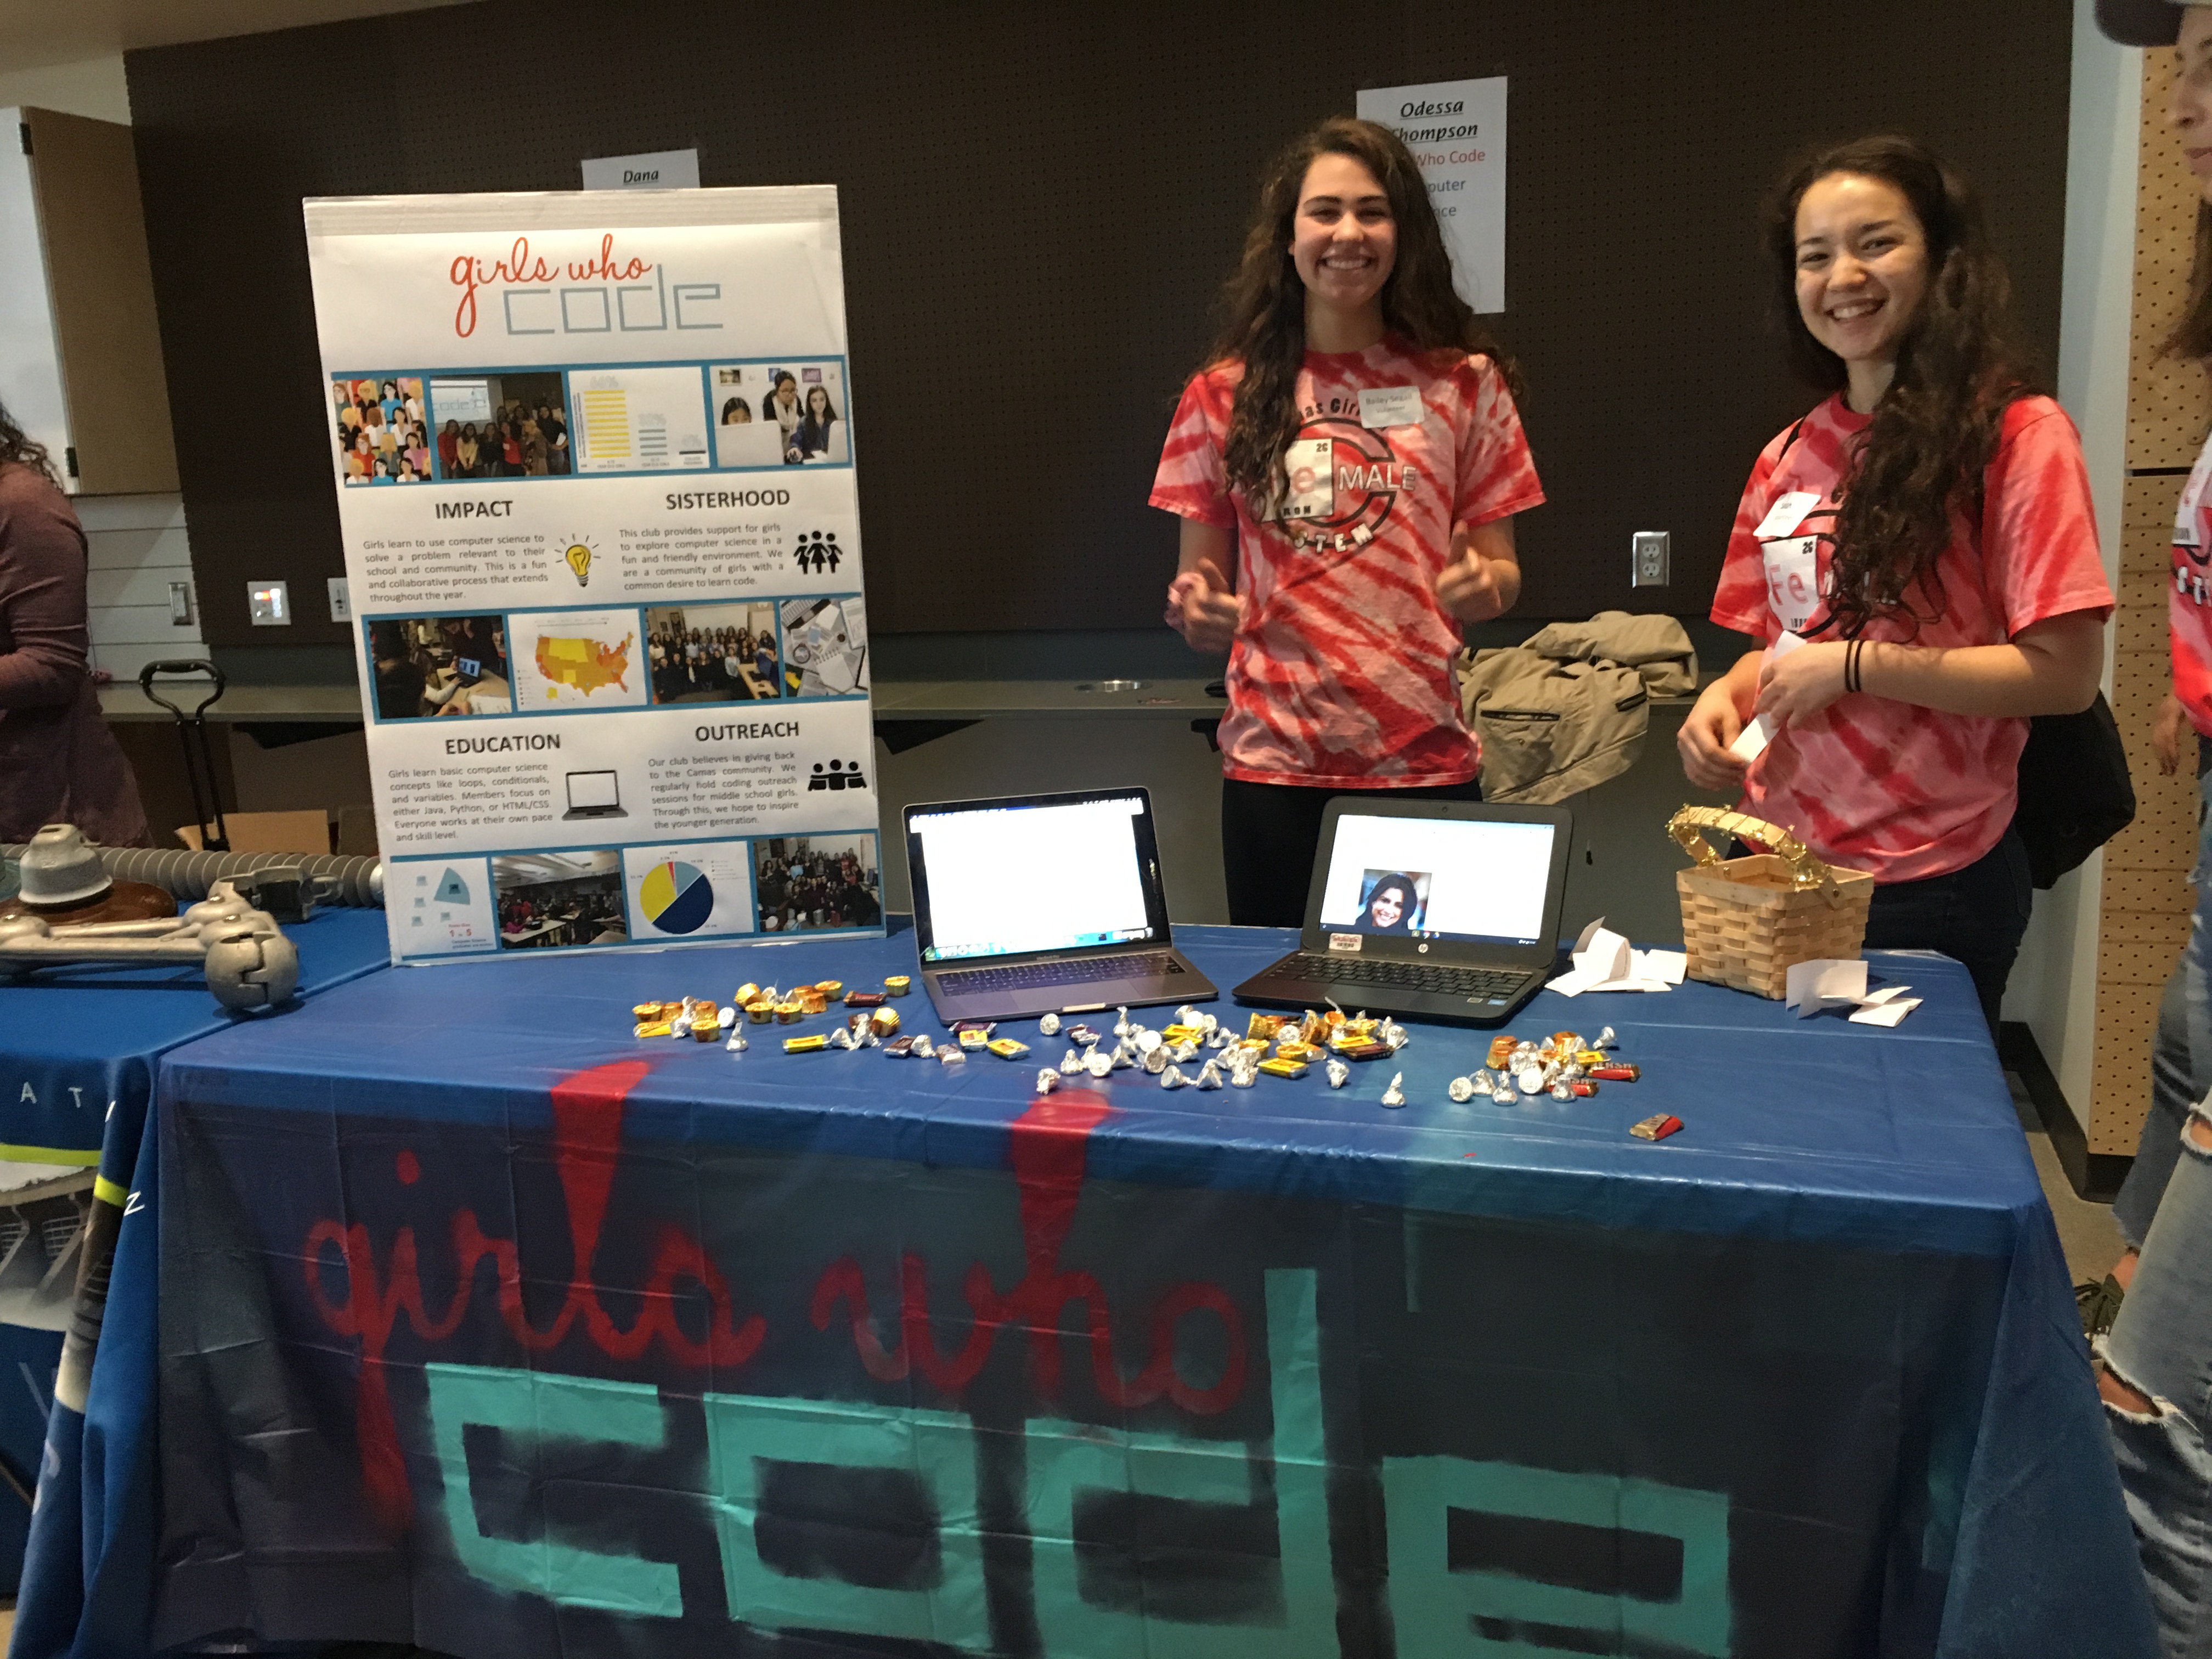 Dana
Odessa
Thompson
Who Code
girls who
code
IMPACT
Girls learn to use computer science to
solve a problem relevant to their
school and community. This is a fun
and collaborative process that extends
throughout the year.
SISTERHOOD
This club provides support for girls
to explore computer science in a
fun and friendly environment. We
are a community of girls with a
common desire to learn code.
EDUCATION
Girls learn basic computer science
concepts like loops, conditionals,
and variables. Members focus on
either Java, Python, or HTML/CSS.
Everyone works at their own pace
and skill level.
OUTREACH
Our club believes in giving back
to the Camas community. We
regularly hold coding outreach
sessions for middle school girls.
Through this, we hope to inspire
the younger generation.
26
MALE
STEM
26
Fe
hp
girls who
code